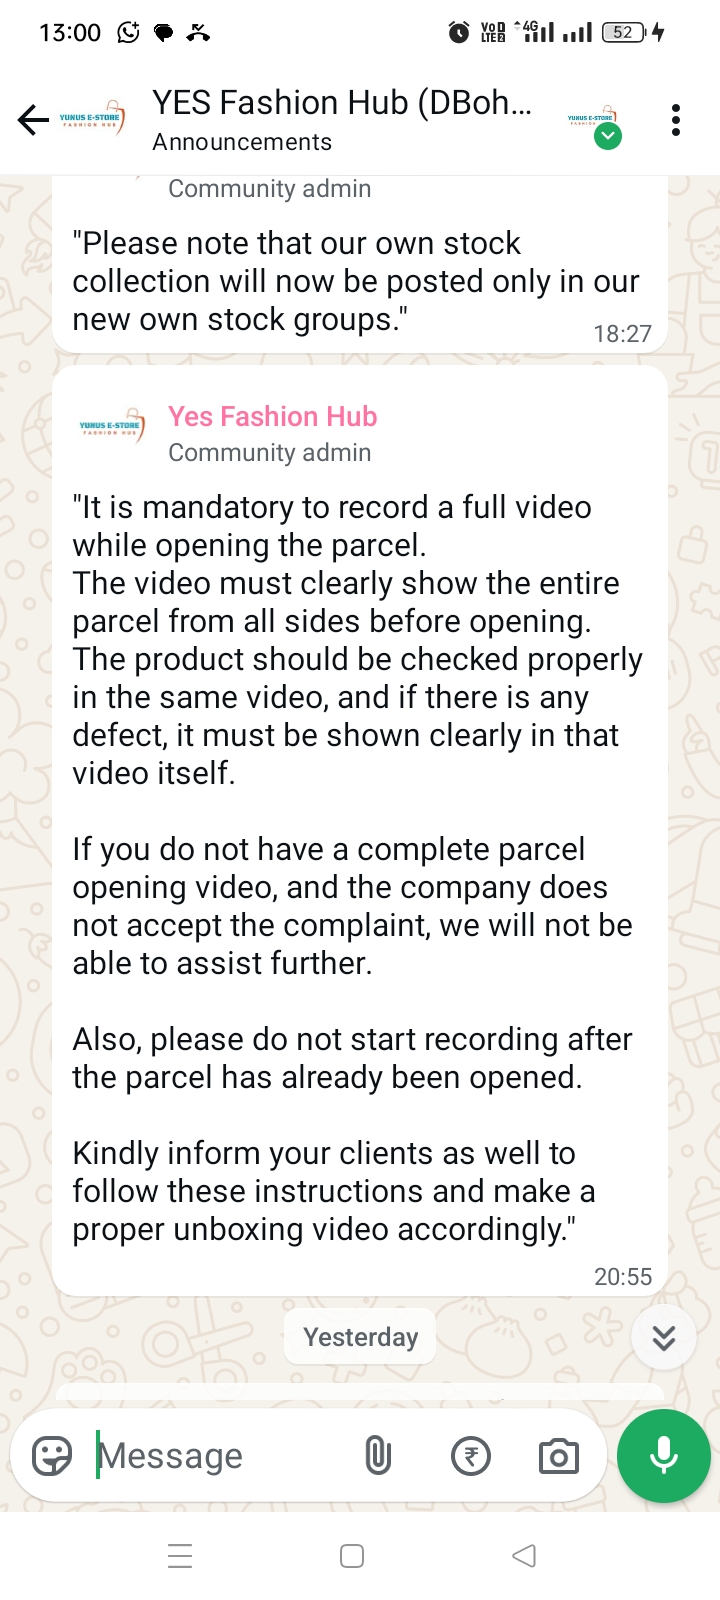 13:00
VoD
LTE2
4G
52
YUNUS E-STORE
FASHION HUB
YES Fashion Hub (DBoh...
Announcements
YUNUS E-STORE
Community admin
"Please note that our own stock
collection will now be posted only in our
new own stock groups."
18:27
YUNUS E-STORE
FASHION HUB
Yes Fashion Hub
Community admin
"It is mandatory to record a full video
while opening the parcel.
The video must clearly show the entire
parcel from all sides before opening.
The product should be checked properly
in the same video, and if there is any
defect, it must be shown clearly in that
video itself.
If you do not have a complete parcel
opening video, and the company does
not accept the complaint, we will not be
able to assist further.
Also, please do not start recording after
the parcel has already been opened.
Kindly inform your clients as well to
follow these instructions and make a
proper unboxing video accordingly."
20:55
Yesterday
Message